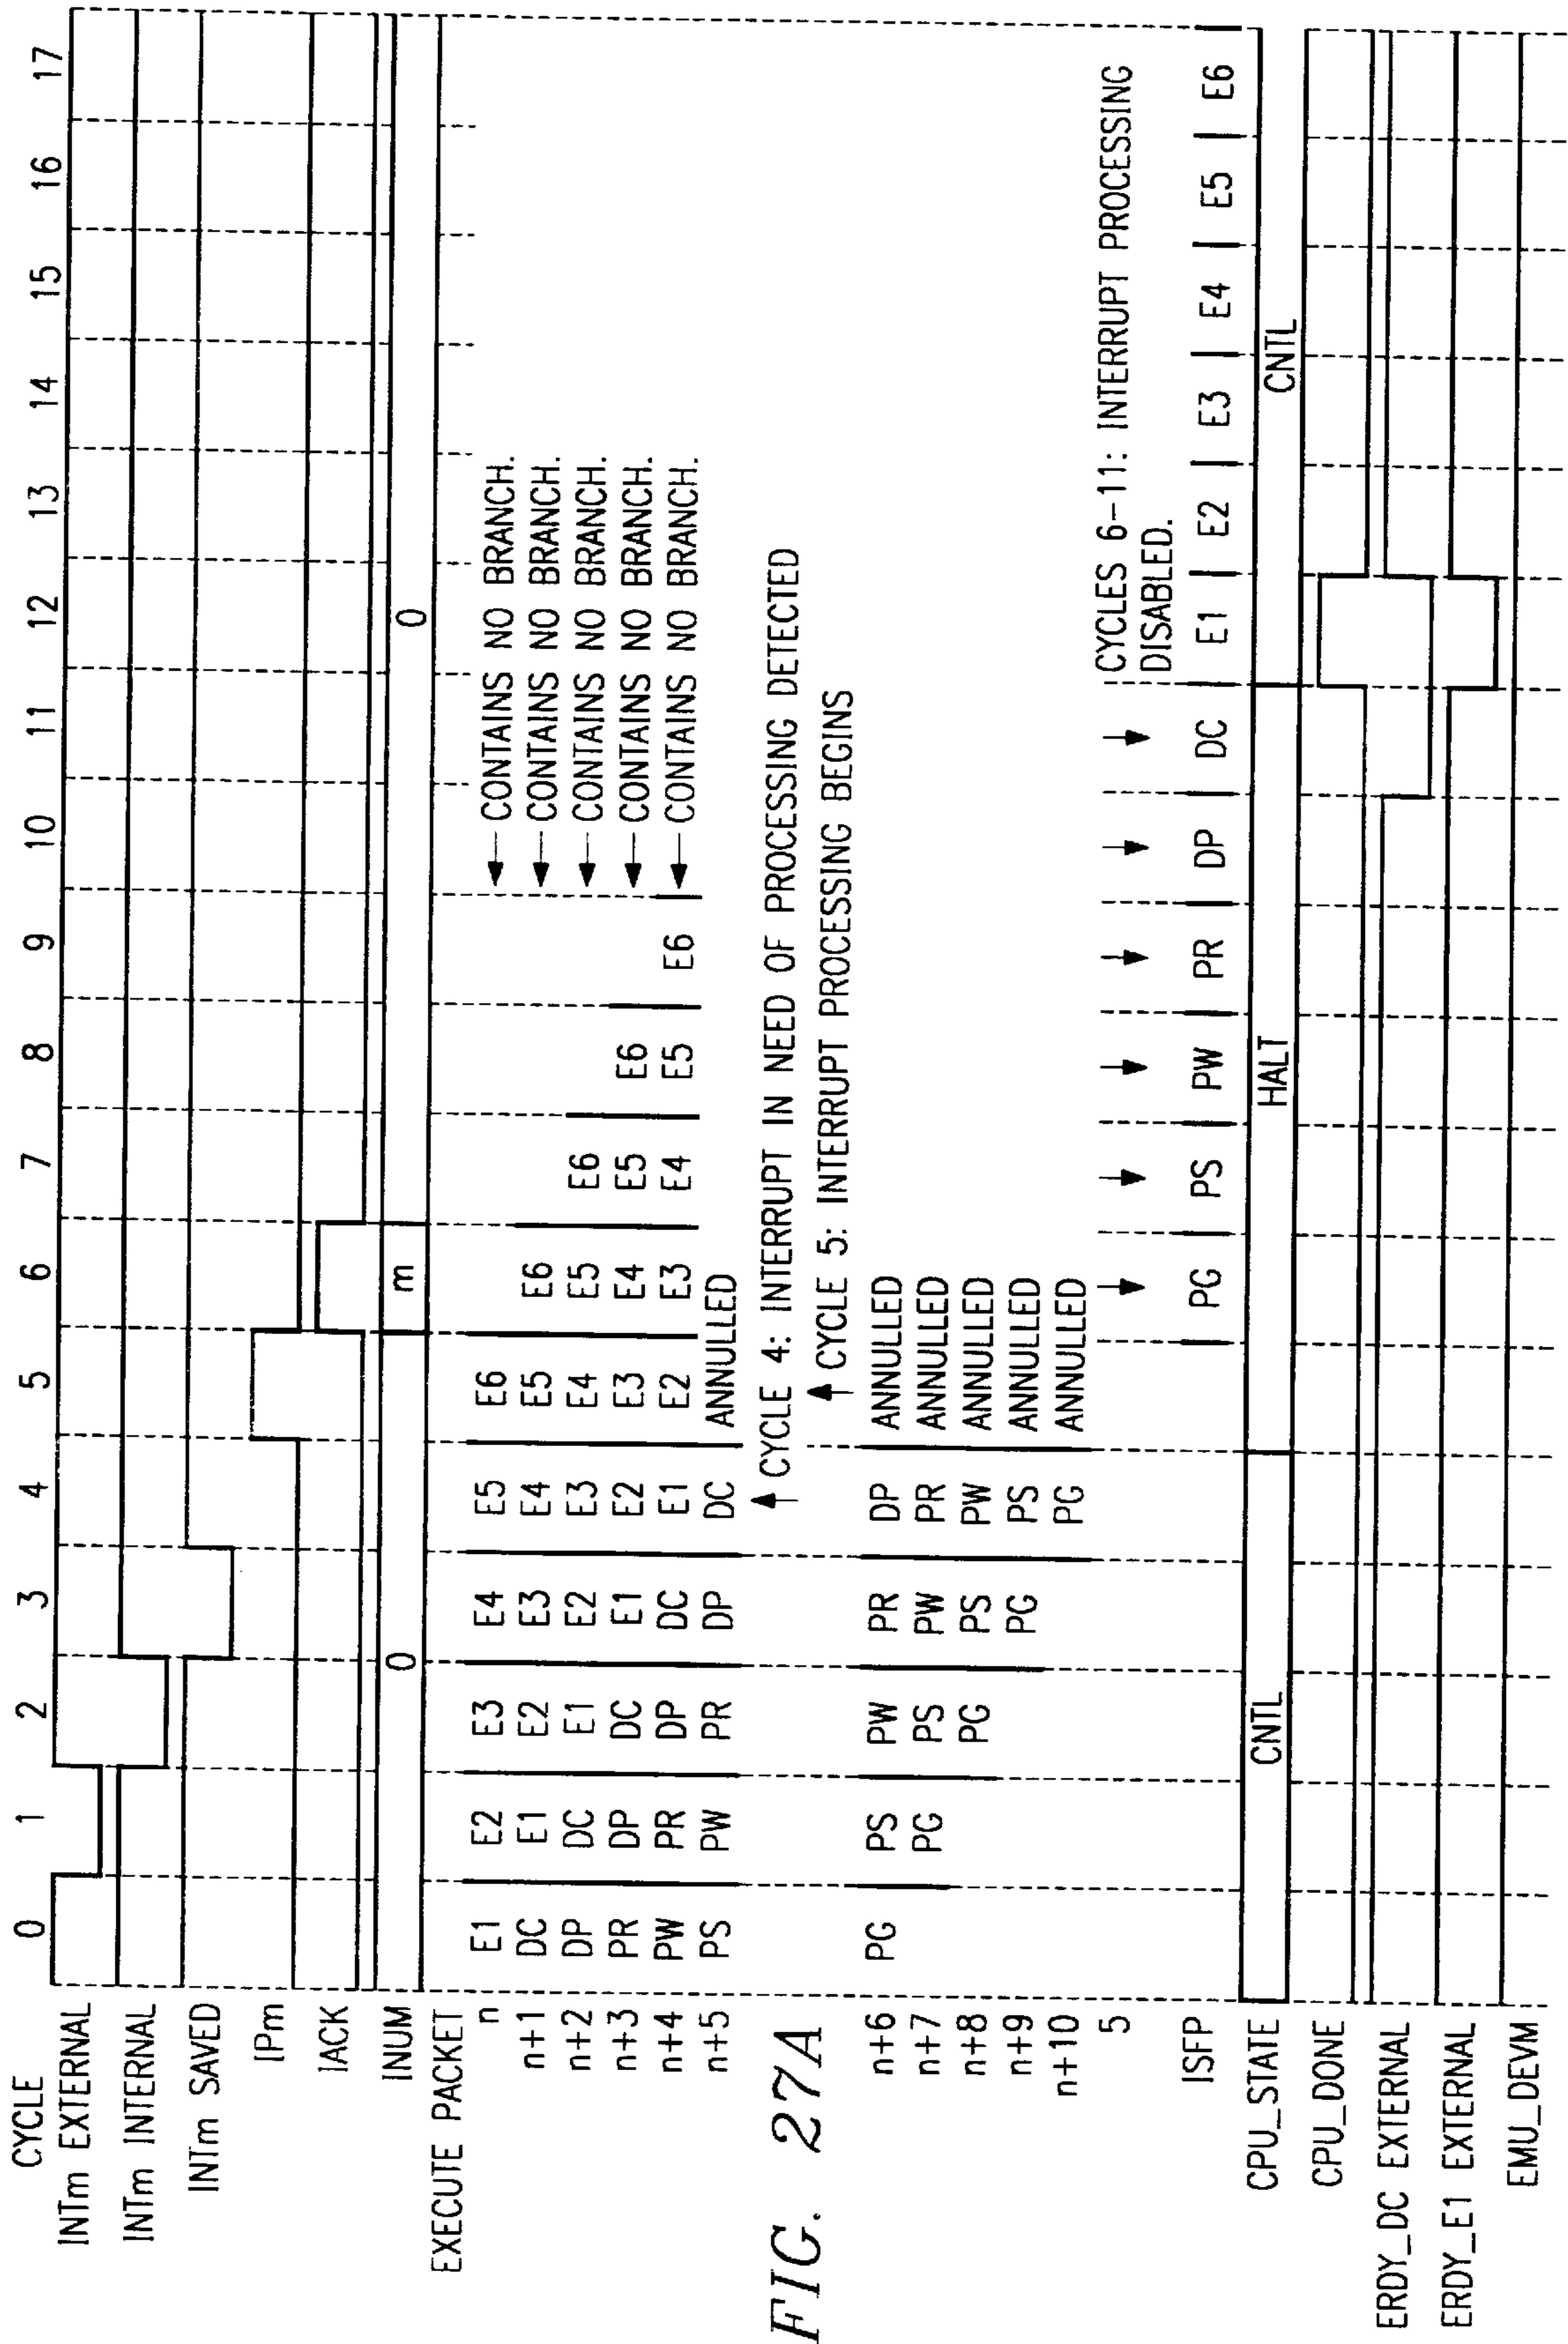 CYCLE 0 1 2 3 4 5 6 7 8 9 10 11 12 13 14 15 16 17
INTm EXTERNAL
INTm INTERNAL
INTm SAVED
IPm
IACK
INUM 0 m 0
EXECUTE PACKET
n E1 E2 E3 E4 E5 E6 CONTAINS NO BRANCH.
n+1 DC E1 E2 E3 E4 E5 E6 CONTAINS NO BRANCH.
n+2 DP DC E1 E2 E3 E4 E5 E6 CONTAINS NO BRANCH.
n+3 PR DP DC E1 E2 E3 E4 E5 E6 CONTAINS NO BRANCH.
n+4 PW PR DP DC E1 E2 E3 E4 E5 E6 CONTAINS NO BRANCH.
n+5 PS PW PR DP DC ANNULLED
CYCLE 4: INTERRUPT IN NEED OF PROCESSING DETECTED
CYCLE 5: INTERRUPT PROCESSING BEGINS
FIG. 27A
n+6 PG PS PW PR DP ANNULLED
n+7 PG PS PW PR ANNULLED
n+8 PG PS PW ANNULLED
n+9 PG PS ANNULLED
n+10 PG ANNULLED
5 CYCLES 6-11: INTERRUPT PROCESSING
DISABLED.
ISFP PG PS PW PR DP DC E1 E2 E3 E4 E5 E6
CPU_STATE CNTL HALT CNTL
CPU_DONE
ERDY_DC EXTERNAL
ERDY_E1 EXTERNAL
EMU_DEVM